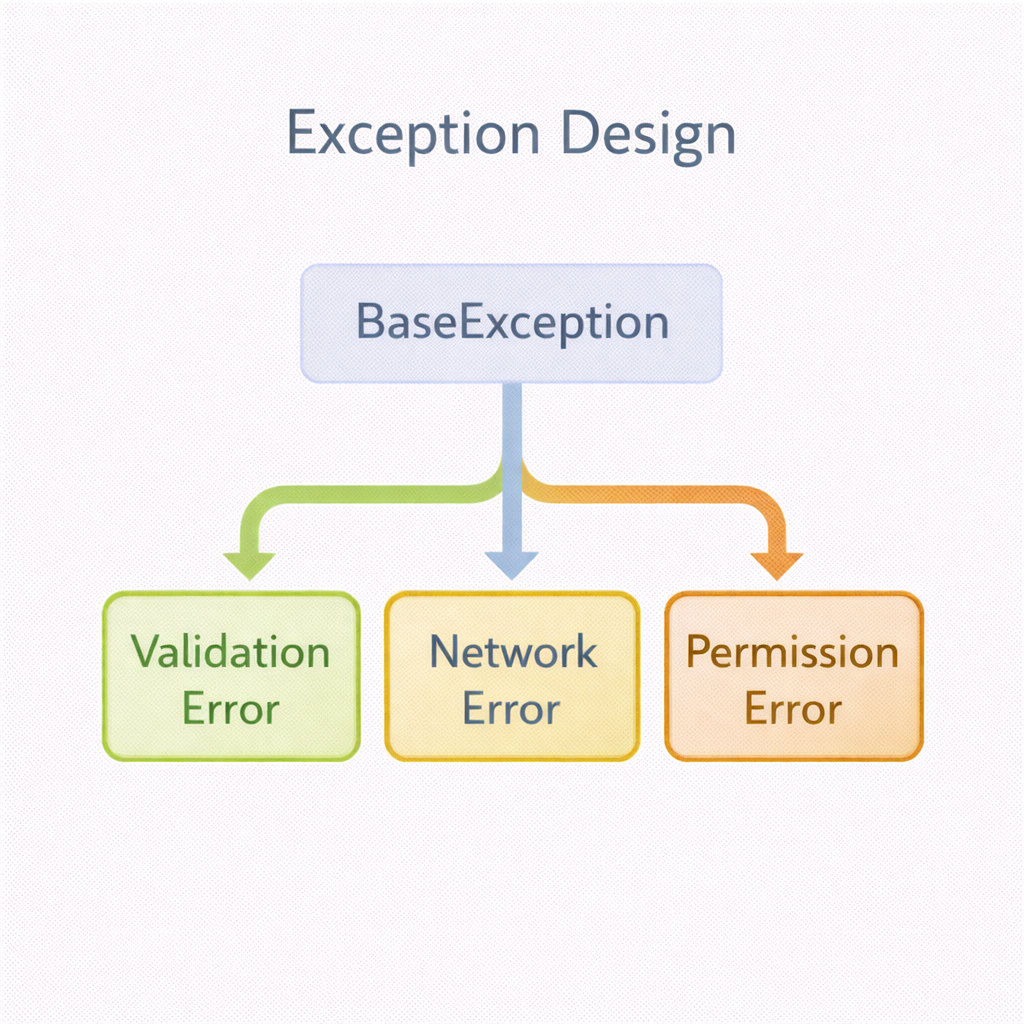 Exception Design
BaseException
Validation
Error
Network
Error
Permission
Error